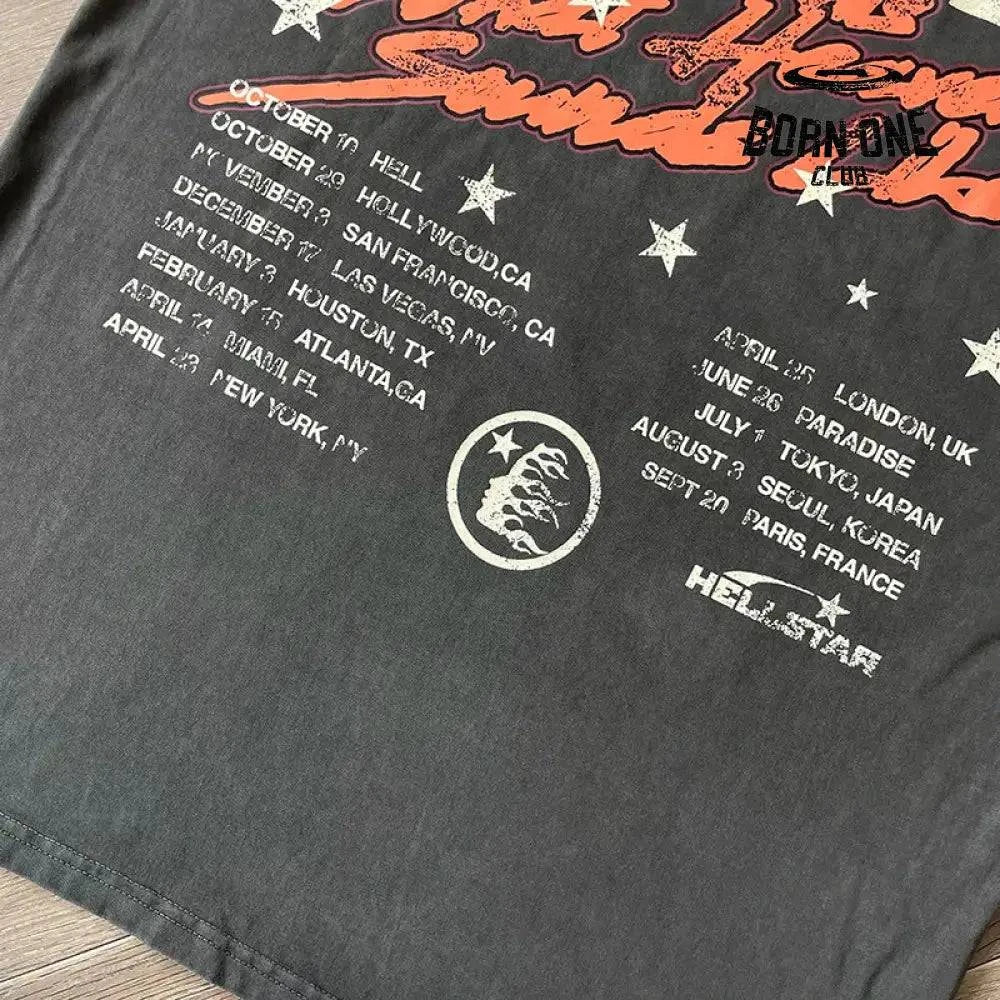 Sounds
BORN ONE
CLUB
OCTOBER 10 HELL
OCTOBER 29 HOLLYWOOD,CA
NOVEMBER 3 SAN FRANCISCO, CA
DECEMBER 17 LAS VEGAS, NV
JANUARY 3 HOUSTON, TX
FEBRUARY 15 ATLANTA,GA
APRIL 14 MIAMI, FL
APRIL 23 NEW YORK, NY
APRIL 25 LONDON, UK
JUNE 26 PARADISE
JULY 1 TOKYO, JAPAN
AUGUST 3 SEOUL, KOREA
SEPT 20 PARIS, FRANCE
HELLSTAR